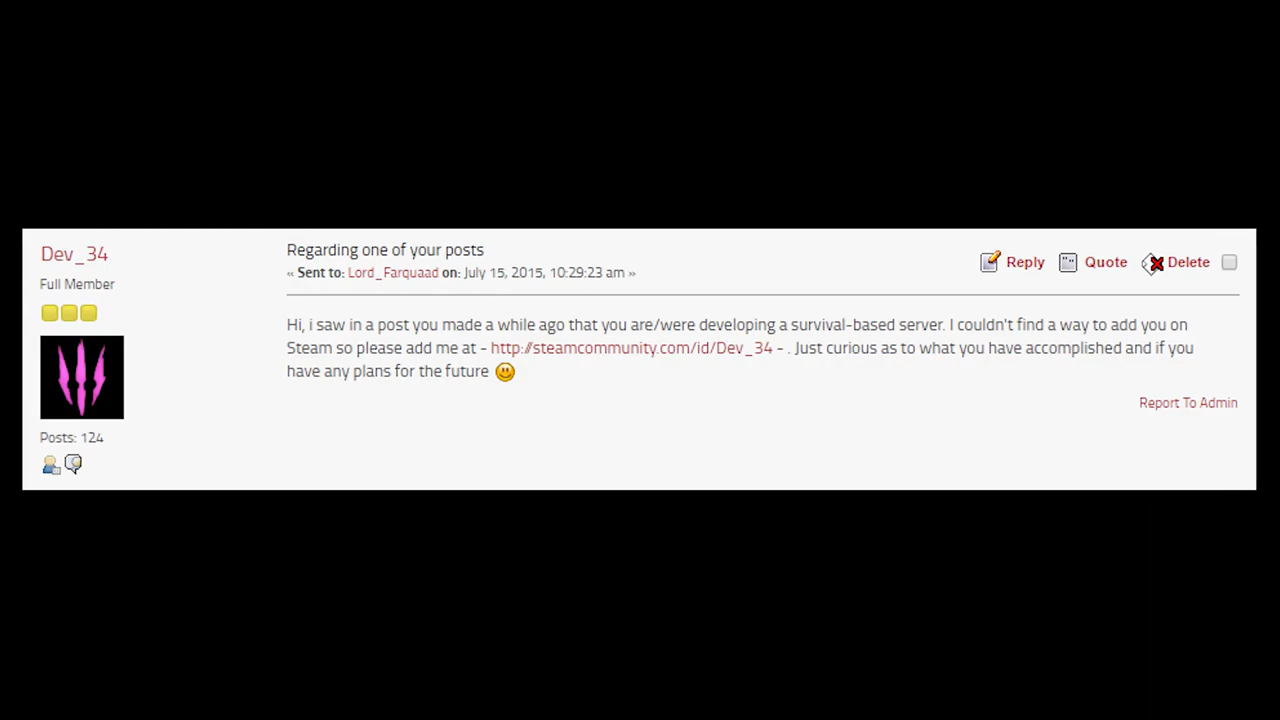 Dev_34
Full Member
Posts: 124
Regarding one of your posts
« Sent to: Lord_Farquaad on: July 15, 2015, 10:29:23 am »
Reply Quote Delete
Hi, i saw in a post you made a while ago that you are/were developing a survival-based server. I couldn't find a way to add you on
Steam so please add me at - http://steamcommunity.com/id/Dev_34 - . Just curious as to what you have accomplished and if you
have any plans for the future
Report To Admin